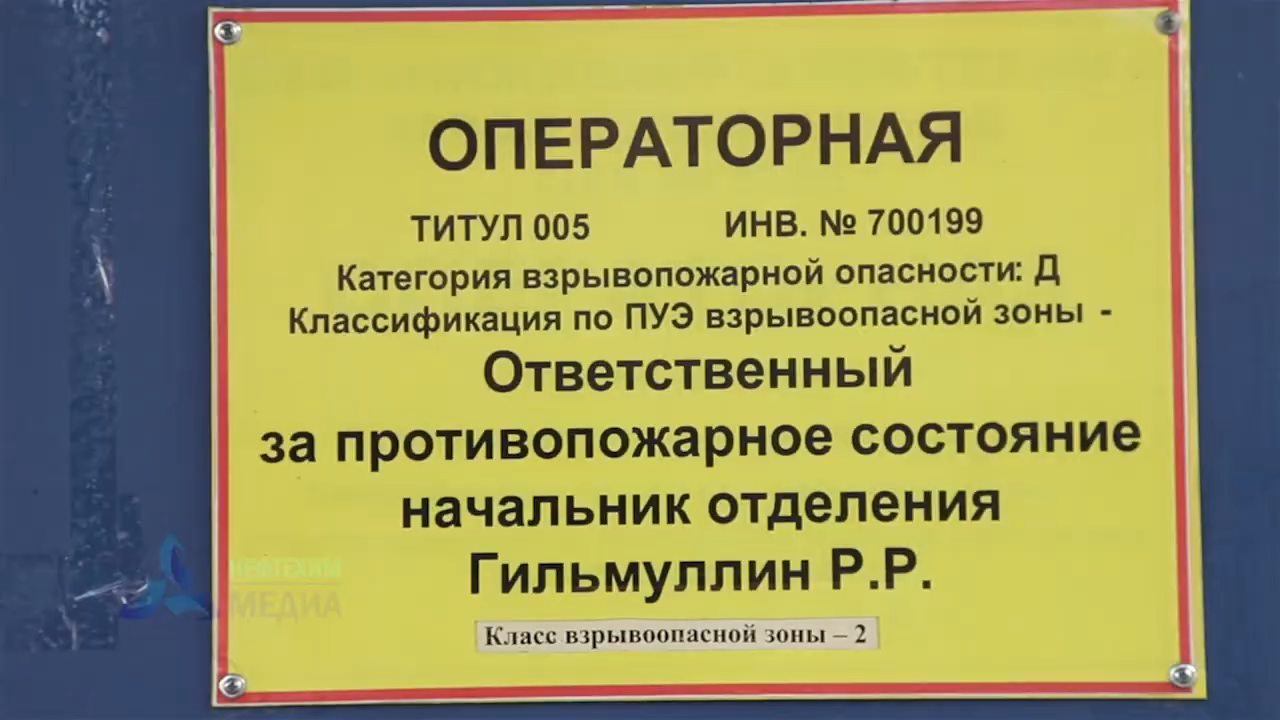 ОПЕРАТОРНАЯ
ТИТУЛ 005 ИНВ. № 700199
Категория взрывопожарной опасности: Д
Классификация по ПУЭ взрывоопасной зоны -
Ответственный
за противопожарное состояние
начальник отделения
Гильмуллин Р.Р.
Класс взрывоопасной зоны – 2
НЕФТЕХИМ
МЕДИА